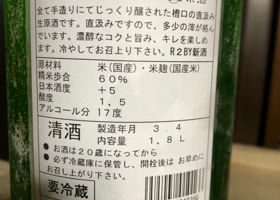 全て手造りにてじっくり醸された槽口の直汲み
生原酒です。直汲みですので、多少の滓が絡ん
でいます。濃醇なコクと旨み、キレを楽しめ
ます。冷やしてお召し上り下さい。R2BY新酒
原材料 米(国産)・米麹(国産米)
精米歩合 60%
日本酒度 +5
酸度 1、5
アルコール分 17度
清酒
製造年月 3.4
内容量 1,8L
●お酒は20歳になってから
●必ず冷蔵庫に保管し、開栓後は お早めに
お召し上がり下さい。
要冷蔵